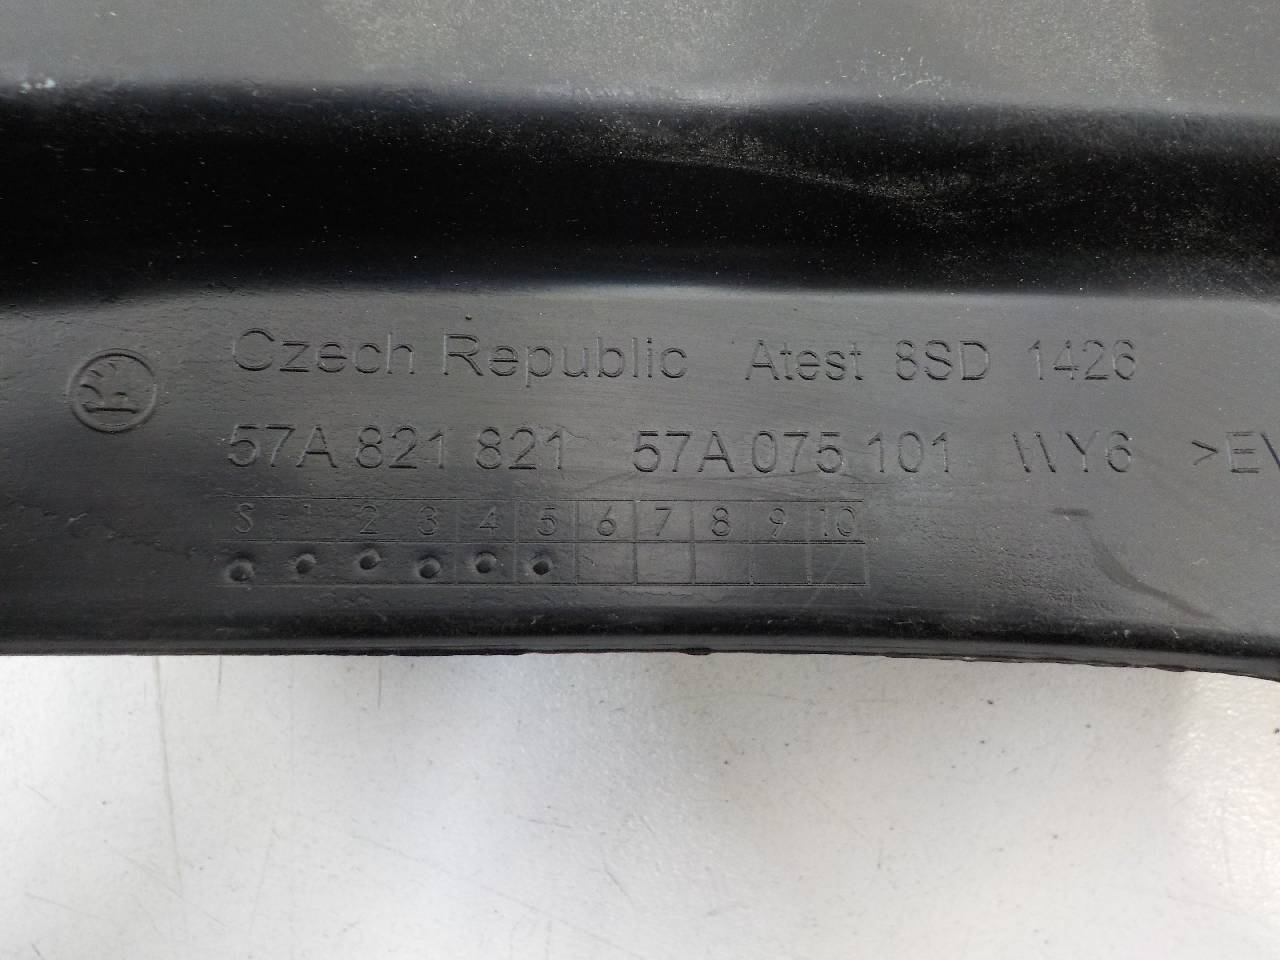 Czech Republic Atest 8SD 1426
57A 821 821 57A 075 101 WY6 >EV
S 1 2 3 4 5 6 7 8 9 10